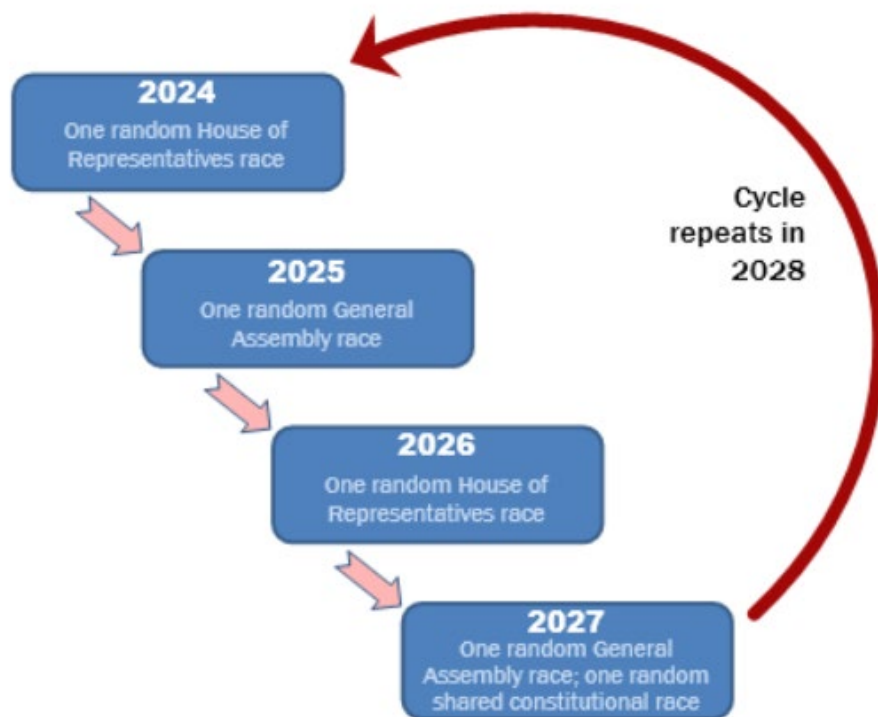 2024
One random House of
Representatives race
Cycle
repeats in
2028
2025
One random General
Assembly race
2026
One random House of
Representatives race
2027
One random General
Assembly race; one random
shared constitutional race